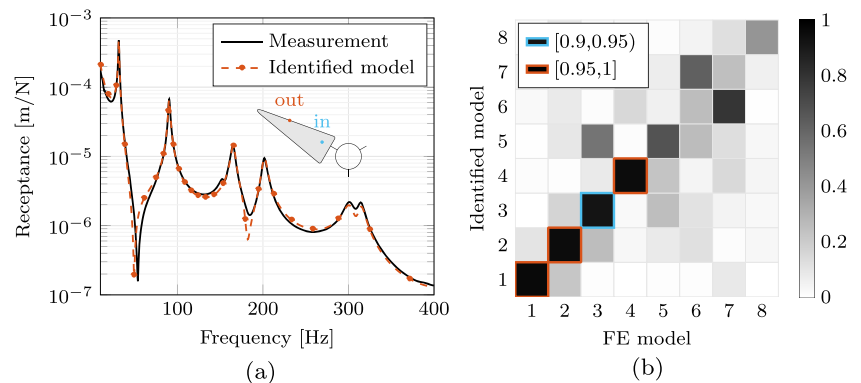 Measurement
Identified model
out
in
10⁻³
10⁻⁴
10⁻⁵
10⁻⁶
10⁻⁷
Receptance [m/N]
100 200 300 400
Frequency [Hz]
(a)
[0.9,0.95)
[0.95,1]
8
7
6
5
4
3
2
1
Identified model
1 2 3 4 5 6 7 8
FE model
(b)
1
0.8
0.6
0.4
0.2
0